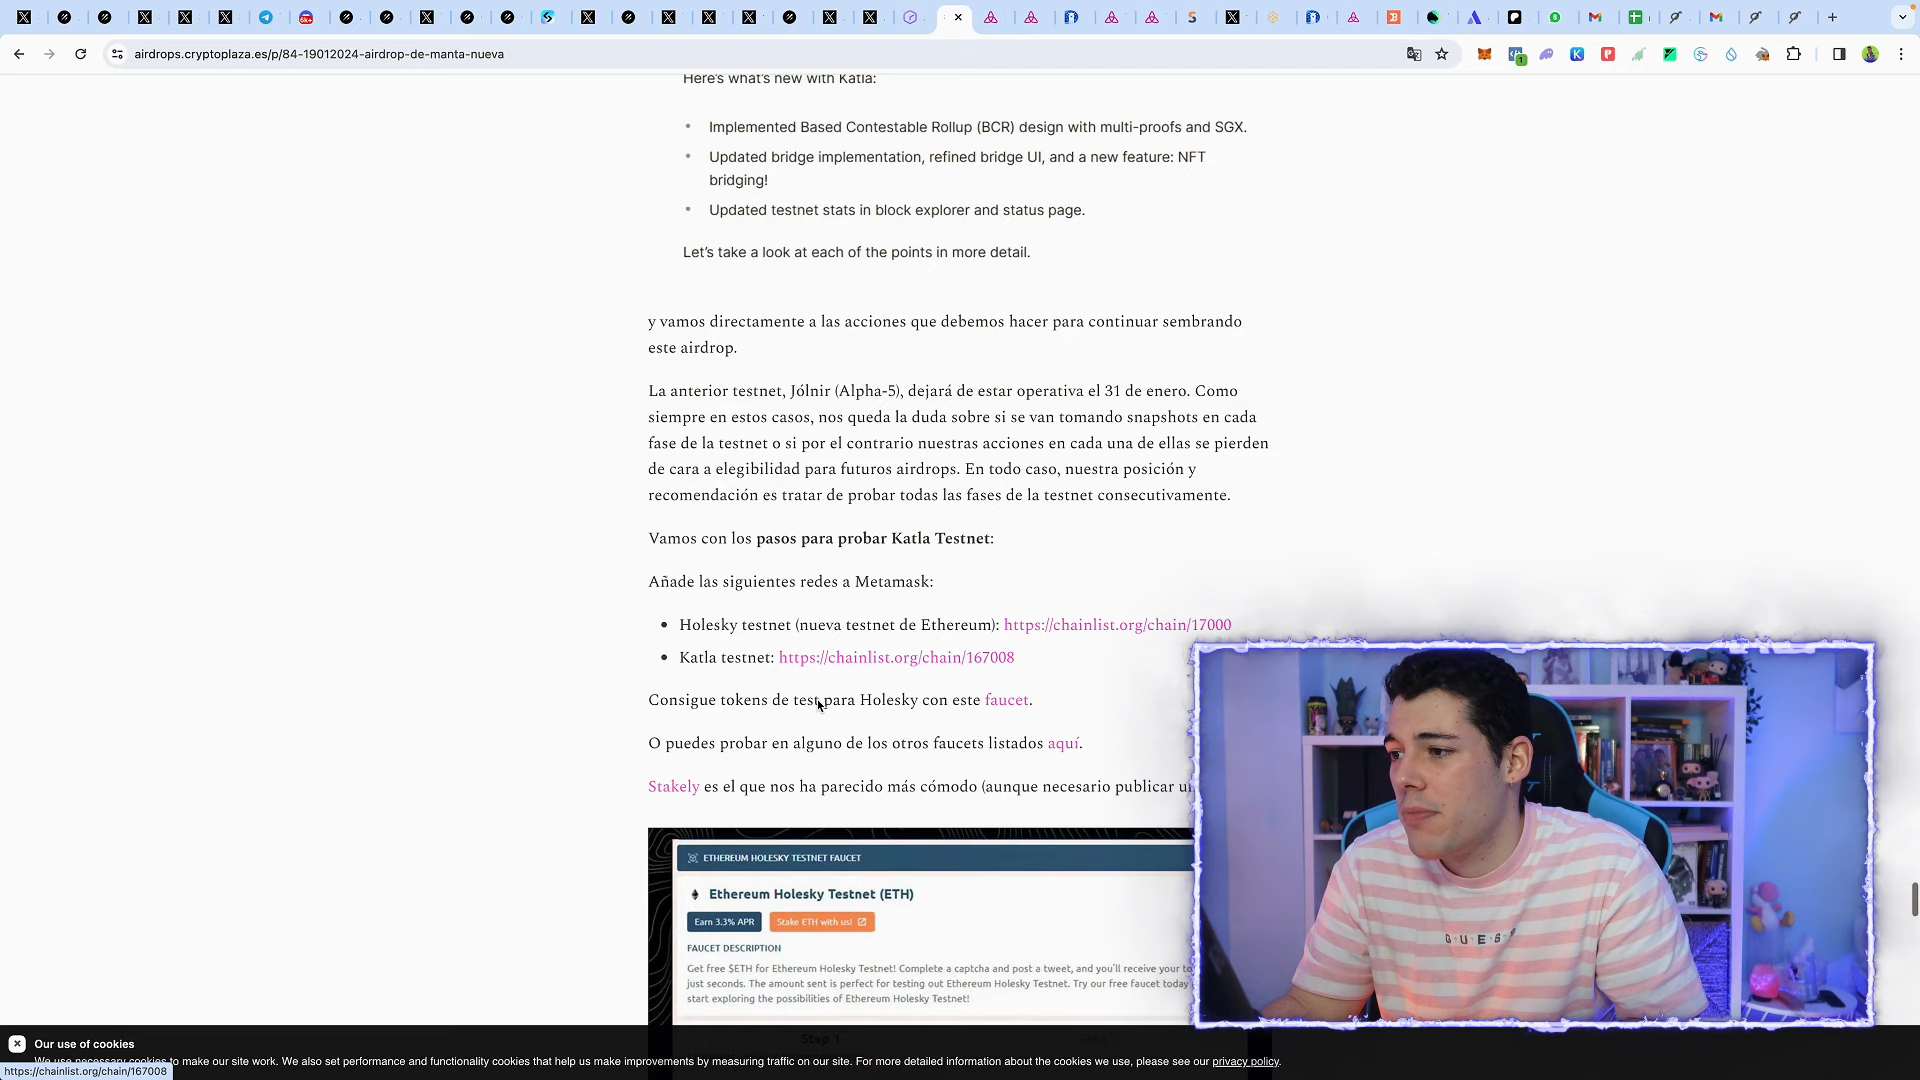 airdrops.cryptoplaza.es/p/84-19012024-airdrop-de-manta-nueva
Here's what's new with Katla:
Implemented Based Contestable Rollup (BCR) design with multi-proofs and SGX.
Updated bridge implementation, refined bridge UI, and a new feature: NFT
bridging!
Updated testnet stats in block explorer and status page.
Let's take a look at each of the points in more detail.
y vamos directamente a las acciones que debemos hacer para continuar sembrando
este airdrop.
La anterior testnet, Jólnir (Alpha-5), dejará de estar operativa el 31 de enero. Como
siempre en estos casos, nos queda la duda sobre si se van tomando snapshots en cada
fase de la testnet o si por el contrario nuestras acciones en cada una de ellas se pierden
de cara a elegibilidad para futuros airdrops. En todo caso, nuestra posición y
recomendación es tratar de probar todas las fases de la testnet consecutivamente.
Vamos con los pasos para probar Katla Testnet:
Añade las siguientes redes a Metamask:
Holesky testnet (nueva testnet de Ethereum): https://chainlist.org/chain/17000
Katla testnet: https://chainlist.org/chain/167008
Consigue tokens de test para Holesky con este faucet.
O puedes probar en alguno de los otros faucets listados aquí.
Stakely es el que nos ha parecido más cómodo (aunque necesario publicar
ETHEREUM HOLESKY TESTNET FAUCET
Ethereum Holesky Testnet (ETH)
Earn 3.3% APR Stake ETH with us!
FAUCET DESCRIPTION
Get free $ETH for Ethereum Holesky Testnet! Complete a captcha and post a tweet, and you'll receive your
just seconds. The amount sent is perfect for testing out Ethereum Holesky Testnet. Try our free faucet today
start exploring the possibilities of Ethereum Holesky Testnet!
Step 1
GUESS
Our use of cookies
We use necessary cookies to make our site work. We also set performance and functionality cookies that help us make improvements by measuring traffic on our site. For more detailed information about the cookies we use, please see our privacy policy.
https://chainlist.org/chain/167008